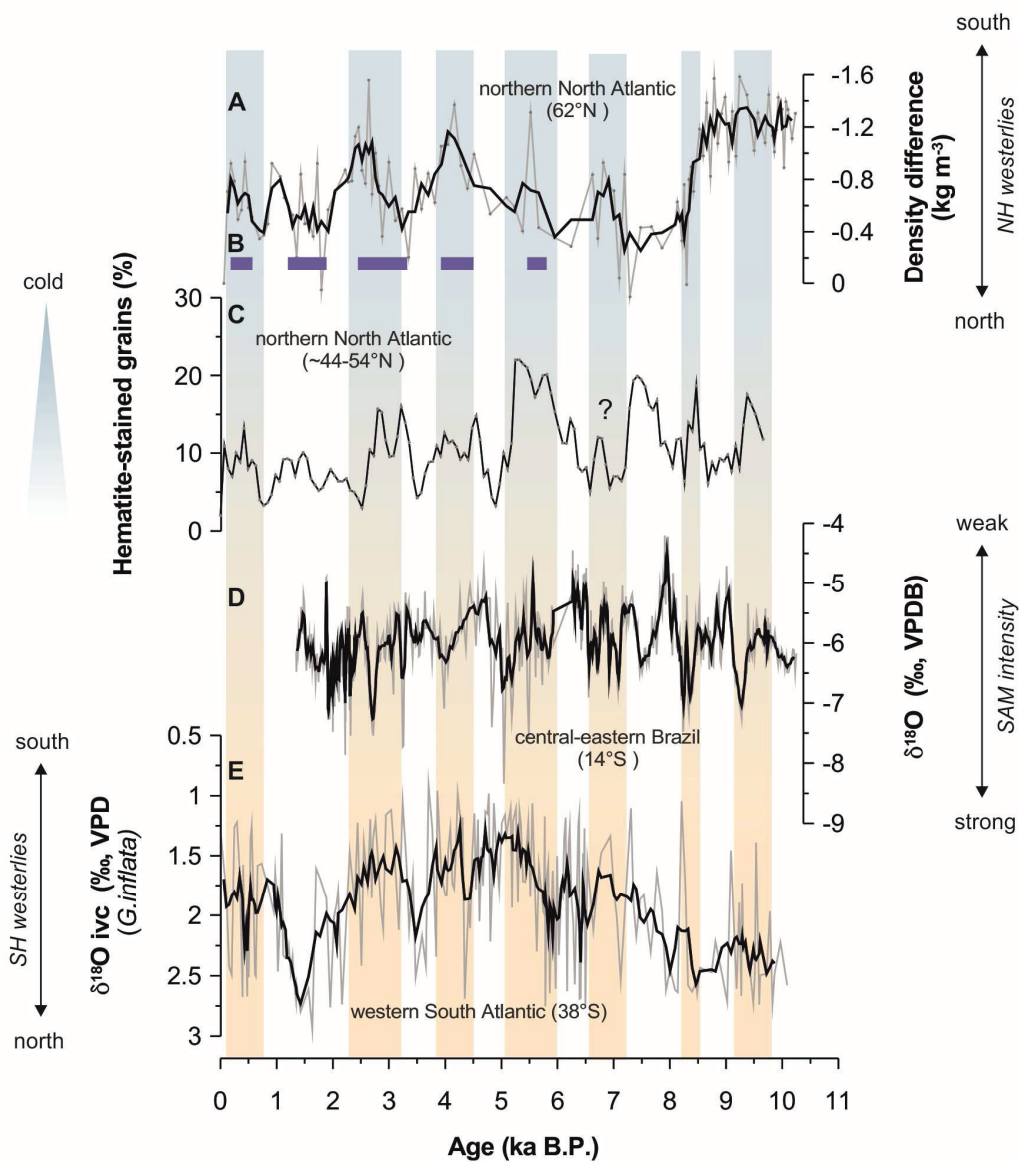 south
A
northern North Atlantic
(62°N )
-1.6
-1.2
-0.8
-0.4
0
Density difference
(kg m⁻³)
NH westerlies
north
B
cold
Hematite-stained grains (%)
30
20
10
0
C
northern North Atlantic
(~44-54°N )
?
D
-4
-5
-6
-7
-8
-9
δ¹⁸O (‰, VPDB)
weak
SAM intensity
strong
central-eastern Brazil
(14°S )
south
SH westerlies
north
δ¹⁸O ivc (‰, VPD
(G.inflata)
0.5
1
1.5
2
2.5
3
E
western South Atlantic (38°S)
0 1 2 3 4 5 6 7 8 9 10 11
Age (ka B.P.)